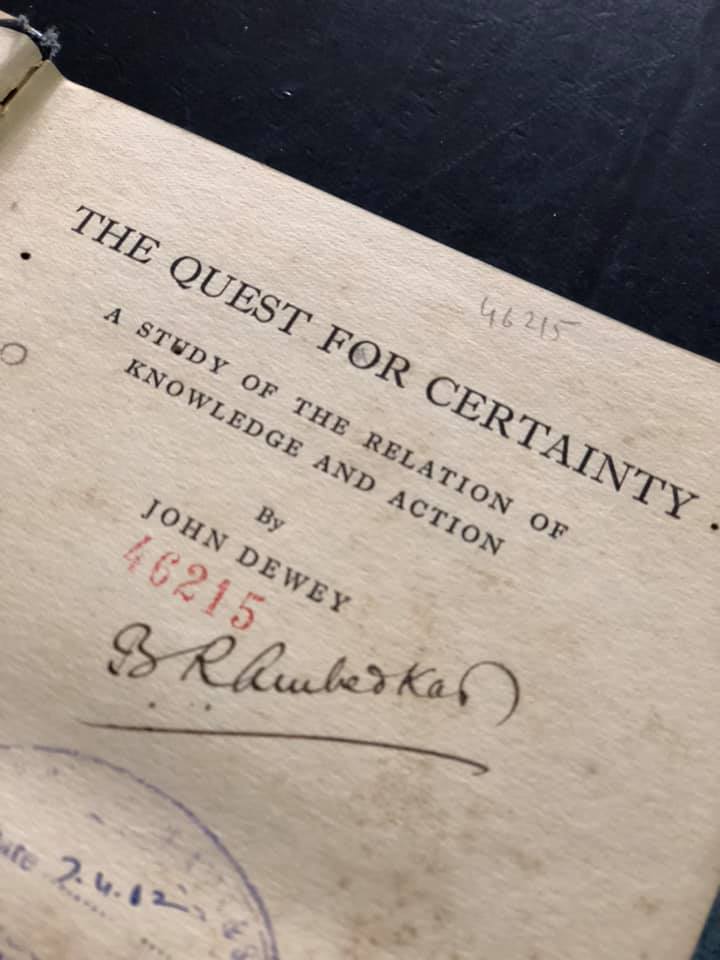 46215
THE QUEST FOR CERTAINTY
A STUDY OF THE RELATION OF
KNOWLEDGE AND ACTION
By
JOHN DEWEY
46215
B R Ambedkar